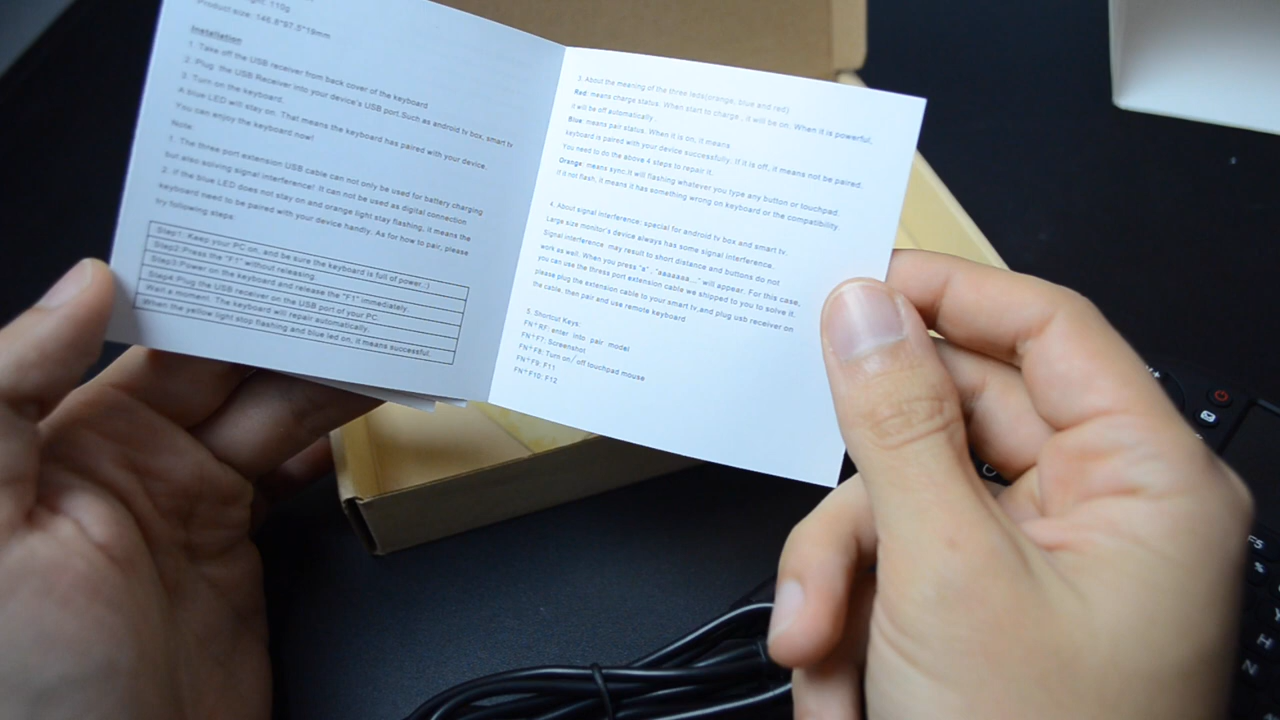 110g
Product size: 146.8*97.5*19mm
Installation
1. Take off the USB receiver from back cover of the keyboard
2. Plug the USB Receiver into your device's USB port.Such as android tv box, smart tv
3. Turn on the keyboard.
A blue LED will stay on. That means the keyboard has paired with your device.
You can enjoy the keyboard now!
Note:
1. The three port extension USB cable can not only be used for battery charging
but also solving signal interference! It can not be used as digital connection
2. If the blue LED does not stay on and orange light stay flashing, it means the
keyboard need to be paired with your device handly. As for how to pair, please
try following steps:
Step1: Keep your PC on, and be sure the keyboard is full of power.:)
Step2:Press the "F1" without releasing.
Step3:Power on the keyboard and release the "F1" immediately.
Step4:Plug the USB receiver on the USB port of your PC.
Wait a moment. The keyboard will repair automatically.
When the yellow light stop flashing and blue led on, it means successful.
3. About the meaning of the three leds(orange, blue and red)
Red: means charge status. When start to charge , it will be on. When it is powerful,
it will be off automatically .
Blue: means pair status. When it is on, it means
keyboard is paired with your device successfully. If it is off, it means not be paired.
You need to do the above 4 steps to repair it.
Orange: means sync.It will flashing whatever you type any button or touchpad.
If it not flash, it means it has something wrong on keyboard or the compatibility.
4. About signal interference: special for android tv box and smart tv.
Large size monitor's device always has some signal interference.
Signal interference may result to short distance and buttons do not
work as well. When you press "a" , "aaaaaaa..." will appear. For this case,
you can use the thress port extension cable we shipped to you to solve it.
please plug the extension cable to your smart tv,and plug usb receiver on
the cable, then pair and use remote keyboard
5. Shortcut Keys:
FN+RF: enter into pair model
FN+F7: Screenshot
FN+F8: Turn on/off touchpad mouse
FN+F9: F11
FN+F10: F12
F5
H
N